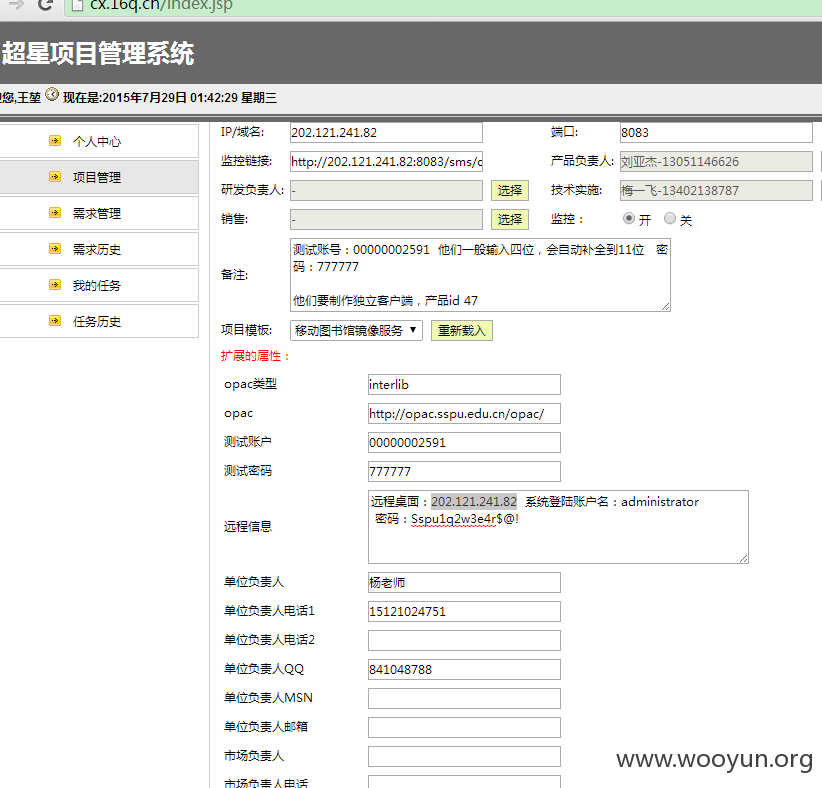 cx.16q.cn/index.jsp
超星项目管理系统
您,王堃 现在是:2015年7月29日 01:42:29 星期三
个人中心
项目管理
需求管理
需求历史
我的任务
任务历史
IP/域名: 202.121.241.82 端口: 8083
监控链接: http://202.121.241.82:8083/sms/c 产品负责人: 刘亚杰-13051146626
研发负责人: - 选择 技术实施: 梅一飞-13402138787
销售: - 选择 监控： 开 关
备注: 测试账号：00000002591 他们一般输入四位，会自动补全到11位 密
码：777777
他们要制作独立客户端，产品id 47
项目模板: 移动图书馆镜像服务 重新载入
扩展的属性：
opac类型 interlib
opac http://opac.sspu.edu.cn/opac/
测试账户 00000002591
测试密码 777777
远程信息 远程桌面：202.121.241.82 系统登陆账户名：administrator
密码：Sspu1q2w3e4r$@!
单位负责人 杨老师
单位负责人电话1 15121024751
单位负责人电话2
单位负责人QQ 841048788
单位负责人MSN
单位负责人邮箱
市场负责人
市场负责人电话
www.wooyun.org